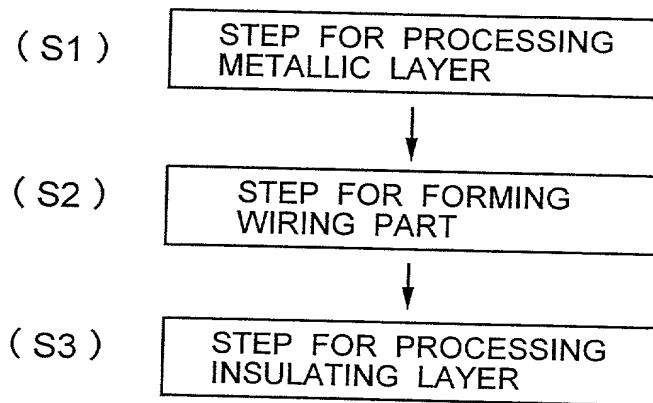 ( S1 )
STEP FOR PROCESSING
METALLIC LAYER
( S2 )
STEP FOR FORMING
WIRING PART
( S3 )
STEP FOR PROCESSING
INSULATING LAYER